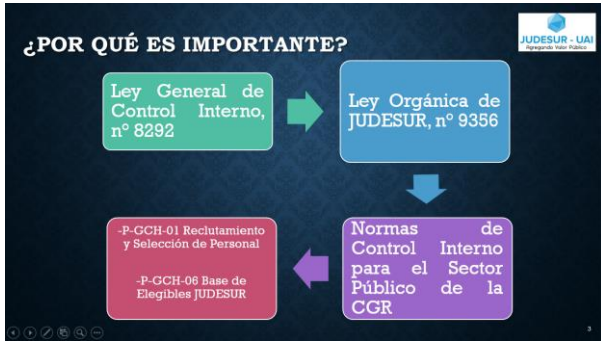 ¿POR QUÉ ES IMPORTANTE?
JUDESUR - UAI
Agregando Valor Público
Ley General de
Control Interno,
nº 8292
Ley Orgánica de
JUDESUR, nº 9356
Normas de
Control Interno
para el Sector
Público de la
CGR
-P-GCH-01 Reclutamiento
y Selección de Personal
-P-GCH-06 Base de
Elegibles JUDESUR
3